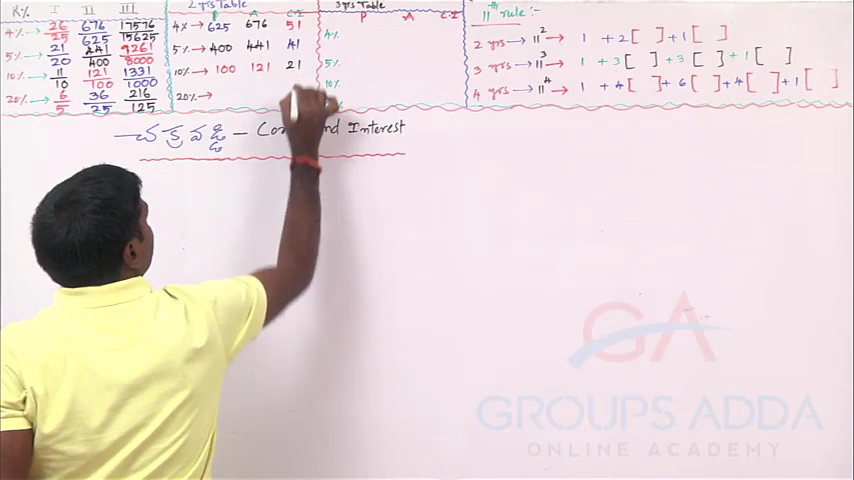 R% I II III
4% → 26/25 676/625 17576/15625
5% → 21/20 441/400 9261/8000
10% → 11/10 121/100 1331/1000
20% → 6/5 36/25 216/125
2 yrs Table
P A C.I
4% → 625 676 51
5% → 400 441 41
10% → 100 121 21
20% →
3 yrs Table
P A C.I
4%
5%
10%
11th rule :-
2 yrs → 11² → 1 + 2[ ] + 1[ ]
3 yrs → 11³ → 1 + 3[ ] + 3[ ] + 1[ ]
4 yrs → 11⁴ → 1 + 4[ ] + 6[ ] + 4[ ] + 1[ ]
చక్రవడ్డీ - Interest
GA
GROUPS ADDA
ONLINE ACADEMY